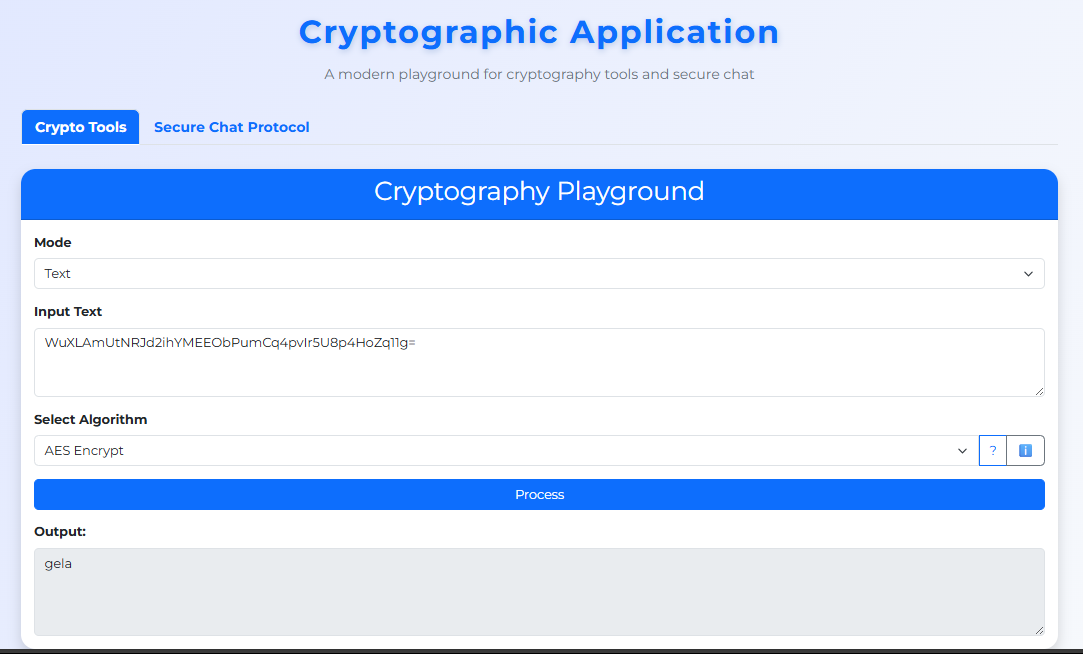 Cryptographic Application
A modern playground for cryptography tools and secure chat
Crypto Tools
Secure Chat Protocol
Cryptography Playground
Mode
Text
Input Text
WuXLAmUtNRJd2ihYMEEObPumCq4pvIr5U8p4HoZq11g=
Select Algorithm
AES Encrypt
?
i
Process
Output:
gela